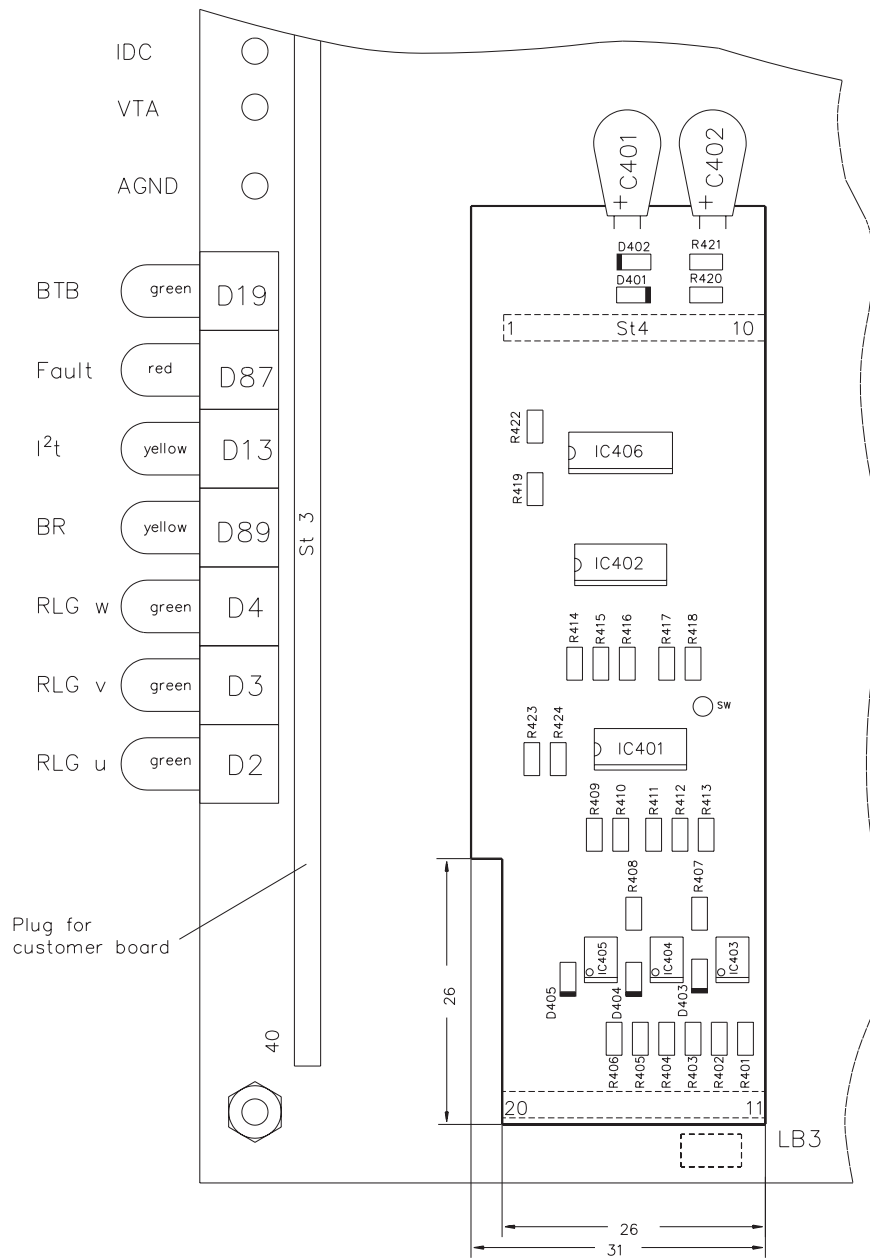 IDC
VTA
AGND
BTB green D19
Fault red D87
I²t yellow D13
BR yellow D89
RLG w green D4
RLG v green D3
RLG u green D2
St 3
40
Plug for
customer board
+ C401
+ C402
D402 R421
D401 R420
1 St4 10
R422
IC406
R419
IC402
R414 R415 R416 R417 R418
SW
R423 R424
IC401
R409 R410 R411 R412 R413
R408 R407
IC405 IC404 IC403
D405 D404 D403
R406 R405 R404 R403 R402 R401
20 11
LB3
26
26
31